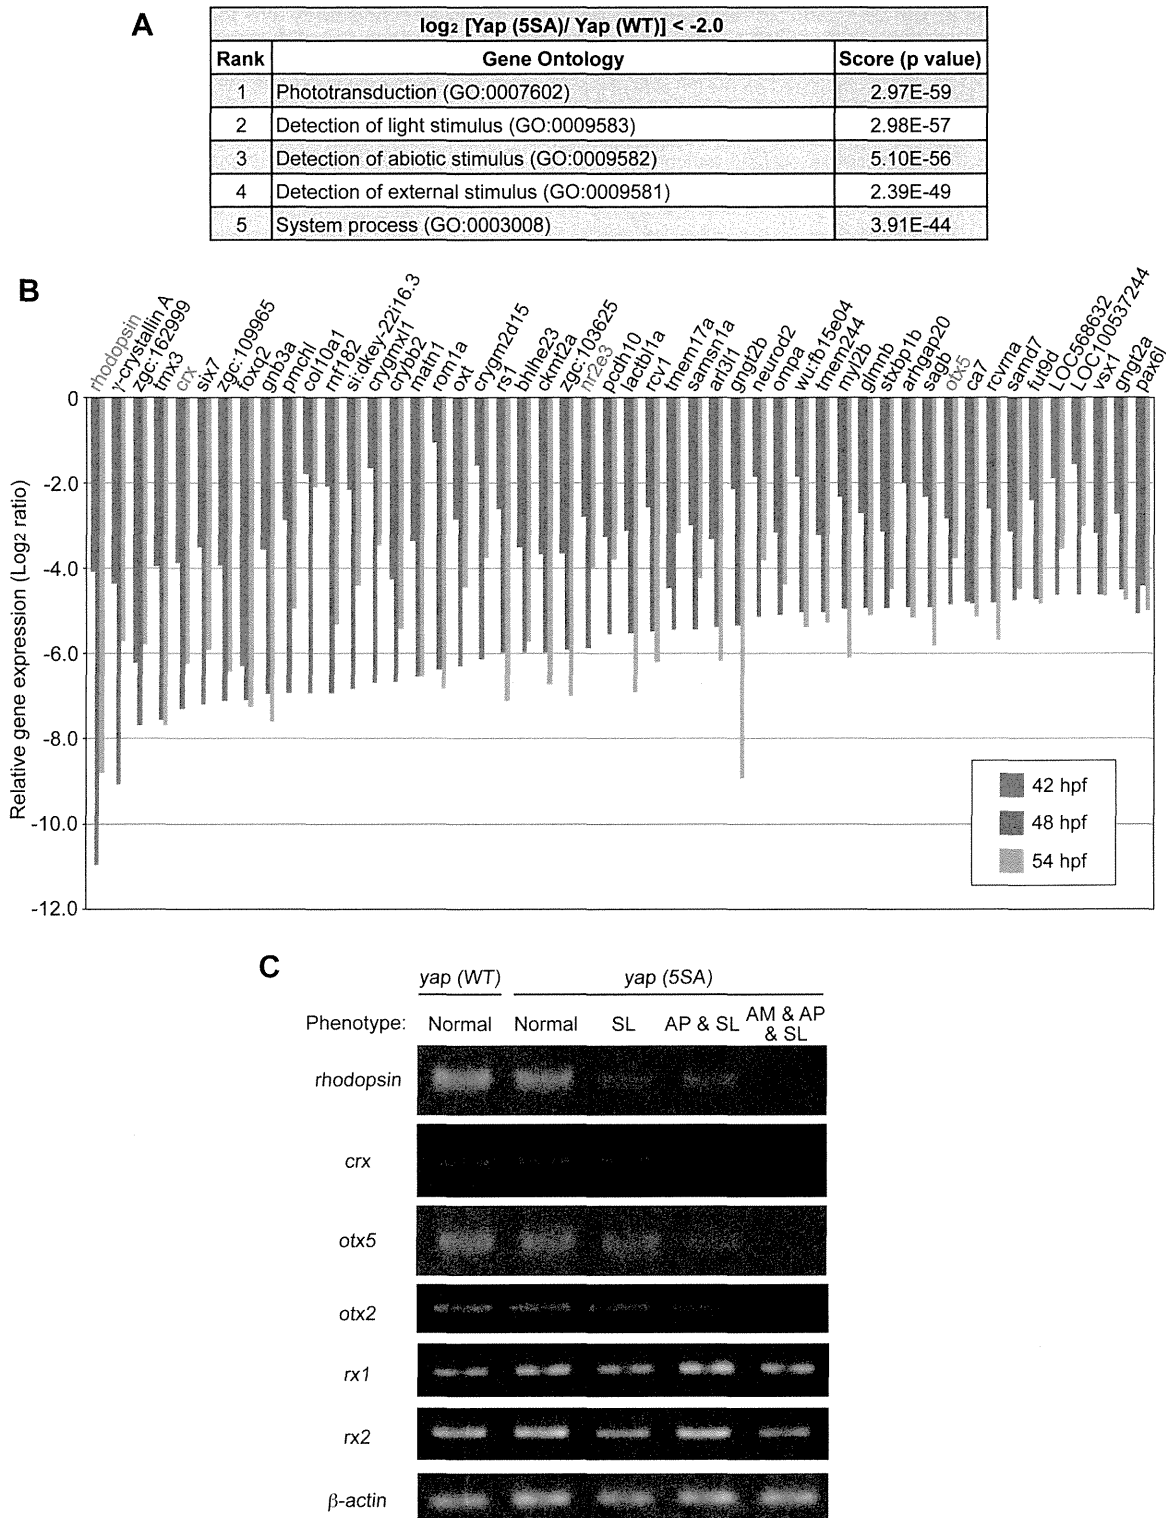 A
log₂ [Yap (5SA)/ Yap (WT)] < -2.0
Rank Gene Ontology Score (p value)
1 Phototransduction (GO:0007602) 2.97E-59
2 Detection of light stimulus (GO:0009583) 2.98E-57
3 Detection of abiotic stimulus (GO:0009582) 5.10E-56
4 Detection of external stimulus (GO:0009581) 2.39E-49
5 System process (GO:0003008) 3.91E-44
B
rhodopsin
γ-crystallin A
zgc:162999
tmx3
crx
six7
zgc:109965
foxq2
gnb3a
pmchl
col10a1
rnf182
si:dkey-22i16.3
crygmxl1
crybb2
matn1
rom1a
oxt
crygm2d15
rs1
bhlhe23
ckmt2a
zgc:103625
nr2e3
pcdh10
lactbl1a
rcv1
tmem17a
samsn1a
arl3l1
gngt2b
neurod2
ompa
wu:fb15e04
tmem244
myl2b
glrnnb
stxbp1b
arhgap20
sagb
otx5
ca7
rcvrna
samd7
fut9d
LOC568632
LOC100537244
vsx1
gngt2a
pax6l
Relative gene expression (Log₂ ratio)
0
-2.0
-4.0
-6.0
-8.0
-10.0
-12.0
42 hpf
48 hpf
54 hpf
C
yap (WT) yap (5SA)
Phenotype: Normal Normal SL AP & SL AM & AP & SL
rhodopsin
crx
otx5
otx2
rx1
rx2
β-actin